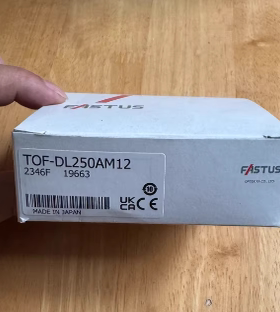 FASTUS
TOF-DL250AM12
2346F 19663
MADE IN JAPAN
UK
CA CE
FASTUS